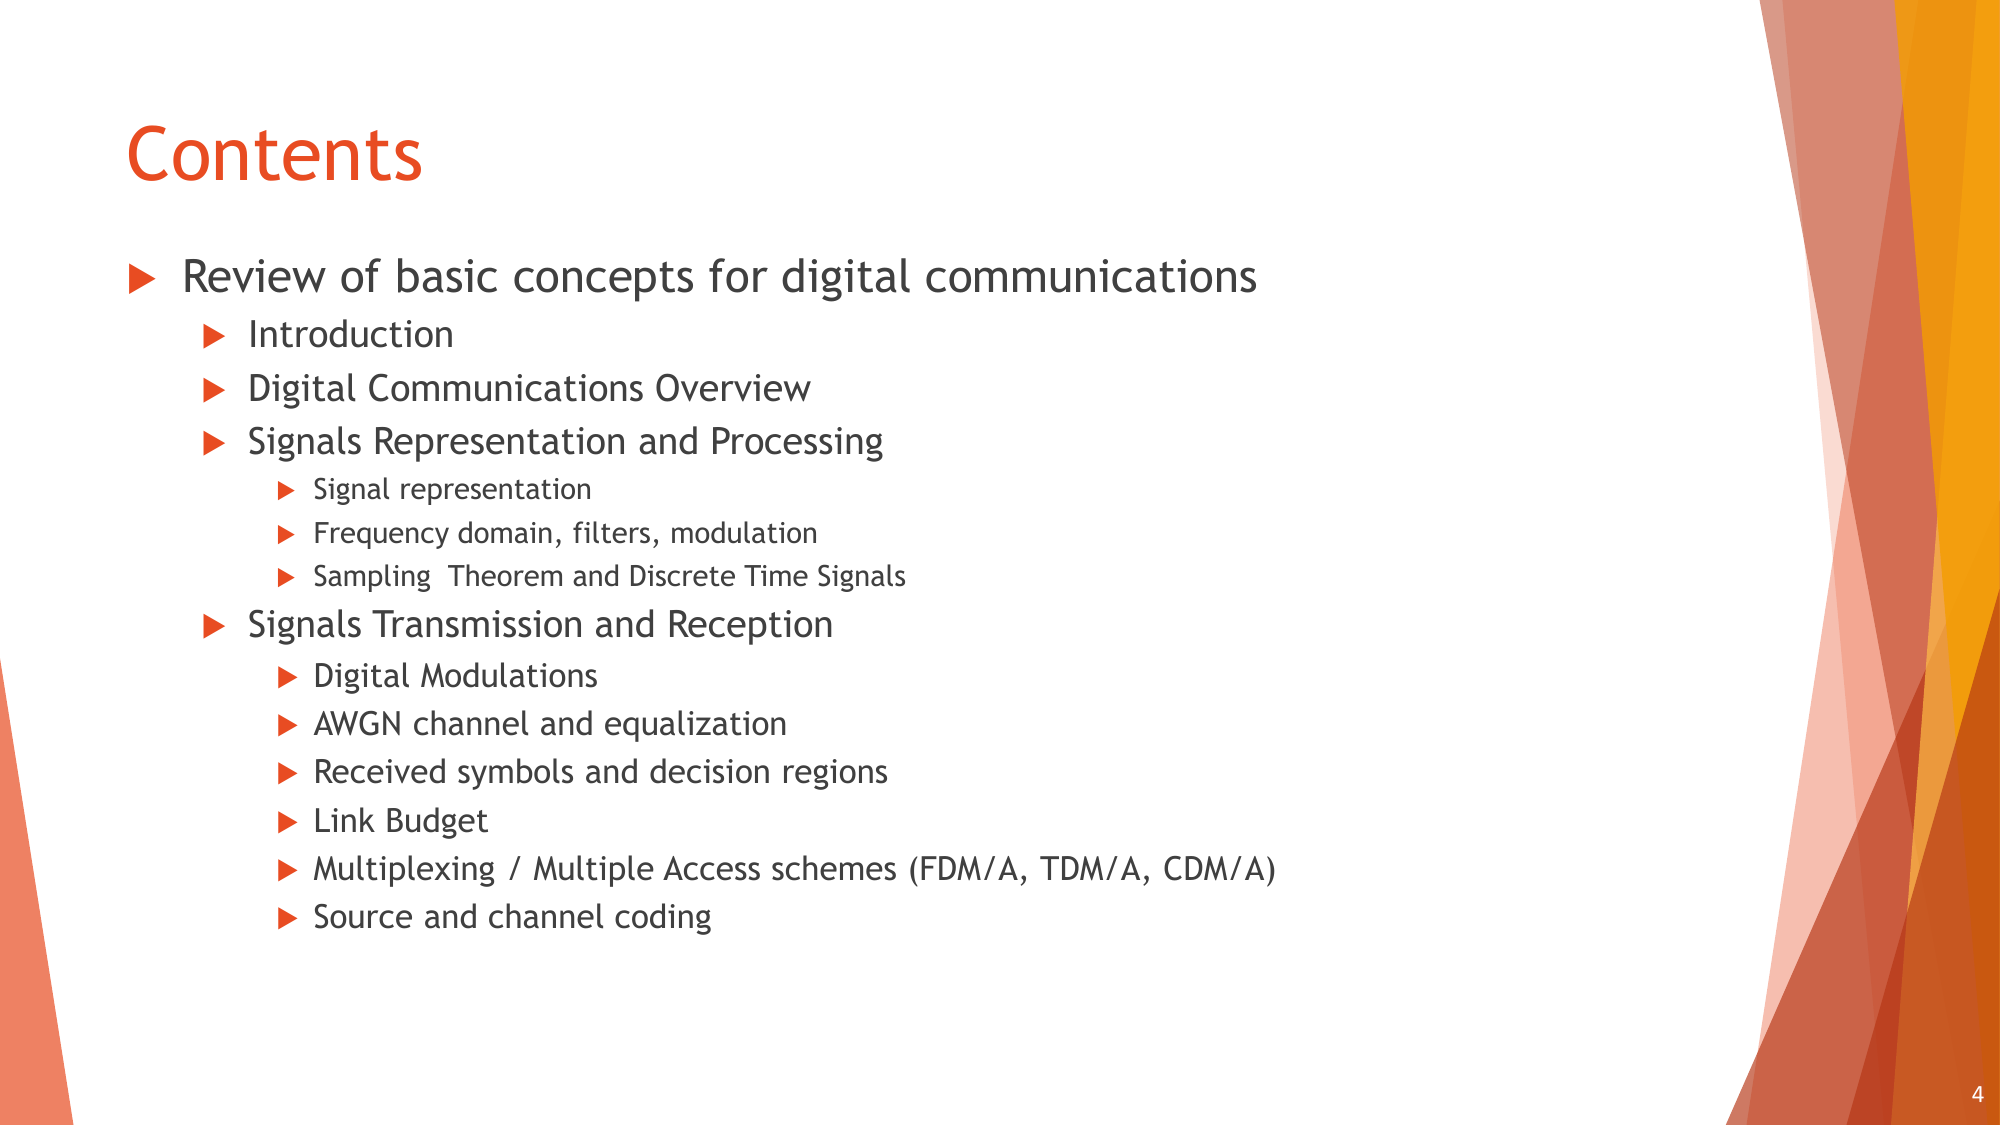 Contents
Review of basic concepts for digital communications
Introduction
Digital Communications Overview
Signals Representation and Processing
Signal representation
Frequency domain, filters, modulation
Sampling  Theorem and Discrete Time Signals
Signals Transmission and Reception
Digital Modulations
AWGN channel and equalization
Received symbols and decision regions
Link Budget
Multiplexing / Multiple Access schemes (FDM/A, TDM/A, CDM/A)
Source and channel coding
4